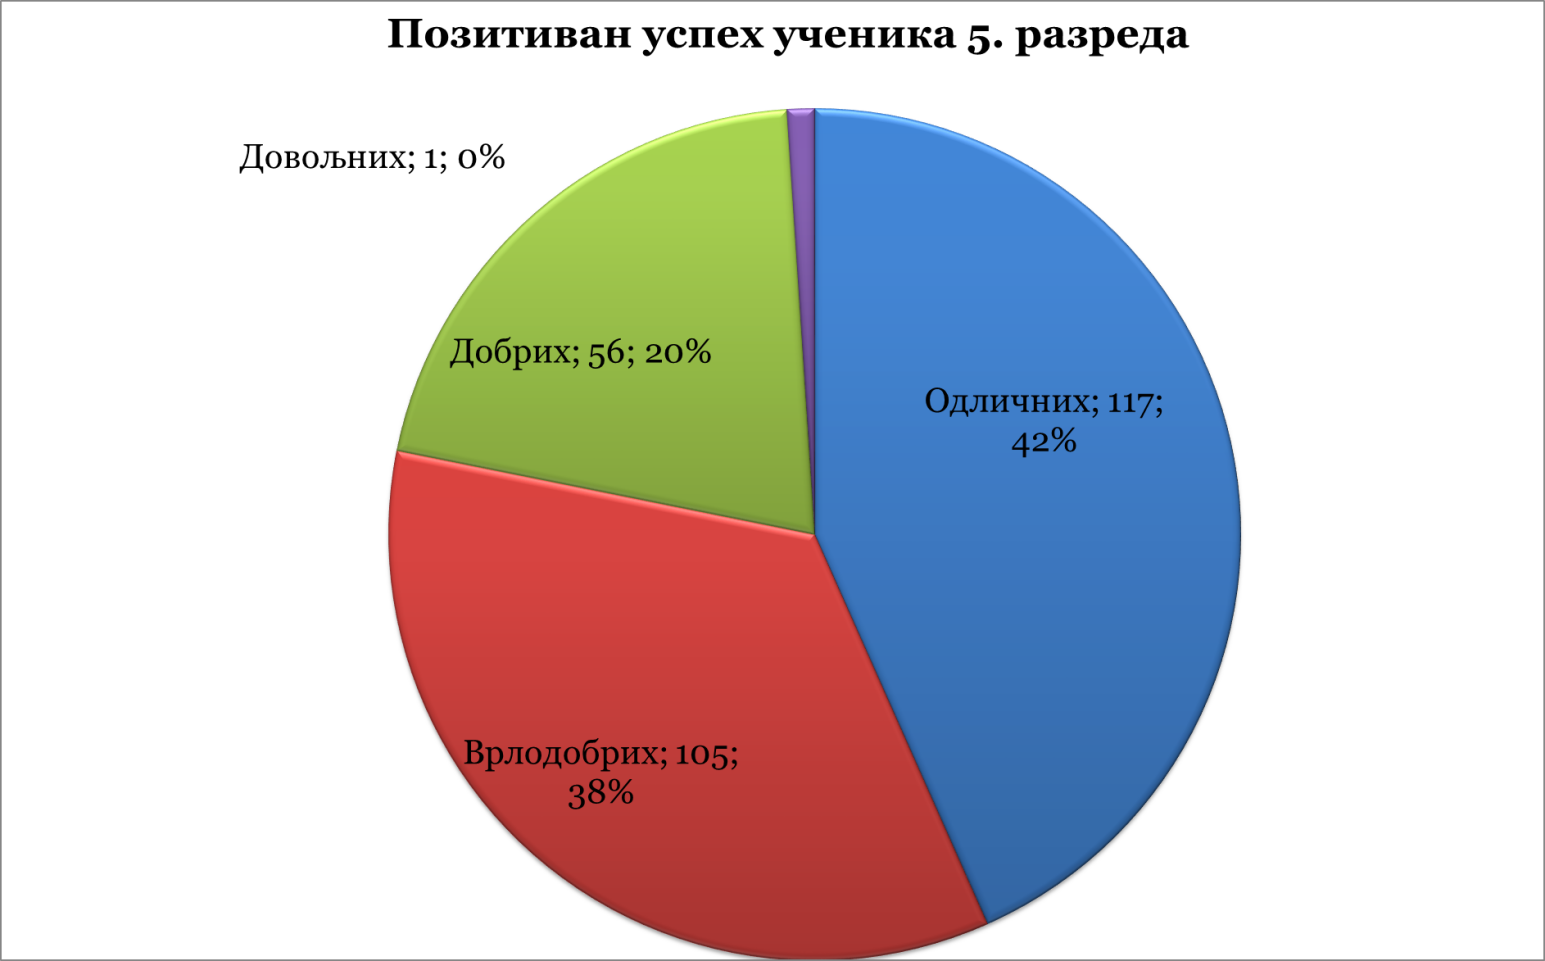 Позитиван успех ученика 5. разреда
Довољних; 1; 0%
Добрих; 56; 20%
Одличних; 117;
42%
Врлодобрих; 105;
38%